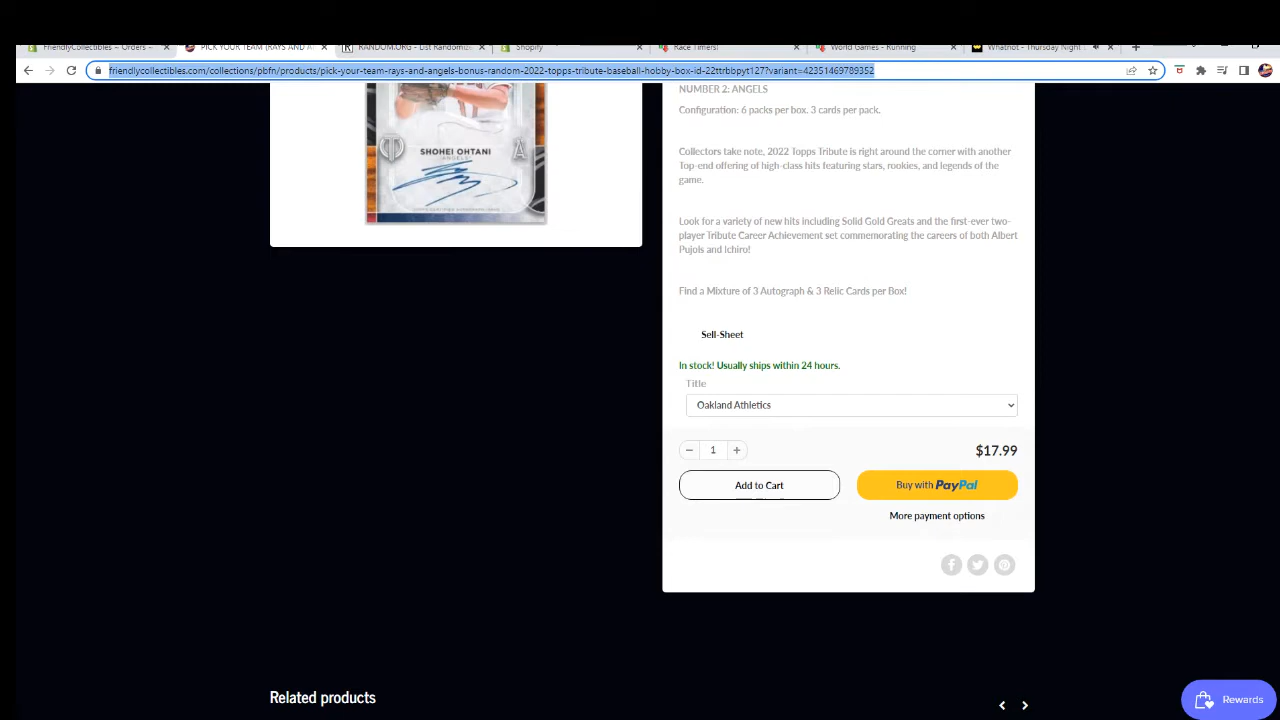 FriendlyCollectibles ~ Orders ~
PICK YOUR TEAM (RAYS AND A
RANDOM.ORG - List Randomiz
Shopify
Race Timers!
World Games - Running
Whatnot - Thursday Night S
friendlycollectibles.com/collections/pbfn/products/pick-your-team-rays-and-angels-bonus-random-2022-topps-tribute-baseball-hobby-box-id-22ttrbbpyt127?variant=42351469789352
SHOHEI OHTANI
ANGELS
NUMBER 2: ANGELS
Configuration: 6 packs per box. 3 cards per pack.
Collectors take note, 2022 Topps Tribute is right around the corner with another
Top-end offering of high-class hits featuring stars, rookies, and legends of the
game.
Look for a variety of new hits including Solid Gold Greats and the first-ever two-
player Tribute Career Achievement set commemorating the careers of both Albert
Pujols and Ichiro!
Find a Mixture of 3 Autograph & 3 Relic Cards per Box!
Sell-Sheet
In stock! Usually ships within 24 hours.
Title
Oakland Athletics
1
$17.99
Add to Cart
Buy with PayPal
More payment options
Related products
Rewards